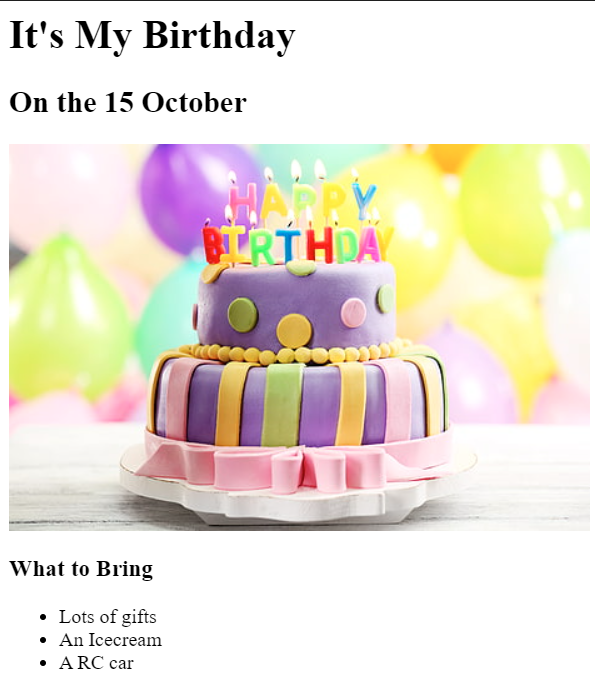 It's My Birthday
On the 15 October
HAPPY
BIRTHDAY
What to Bring
Lots of gifts
An Icecream
A RC car